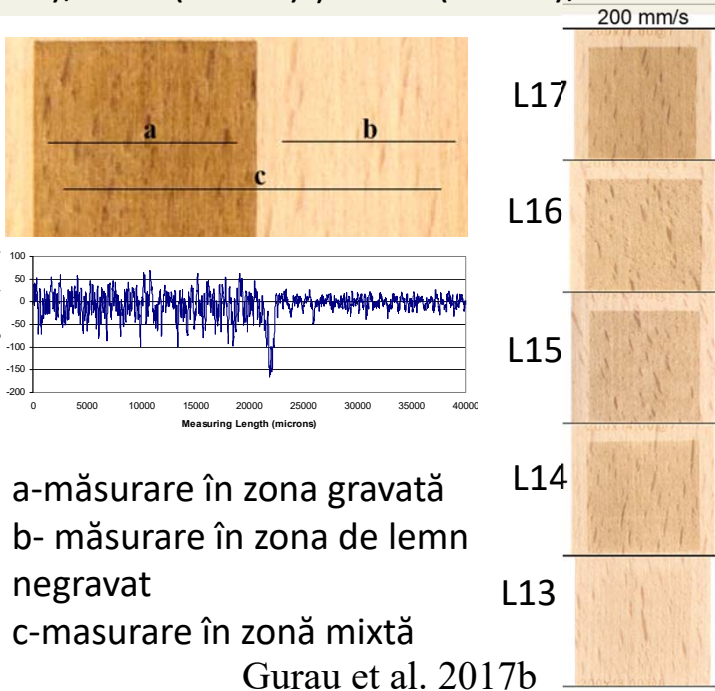 200 mm/s
a
b
c
L17
L16
L15
L14
L13
100
50
0
-50
-100
-150
-200
0 5000 10000 15000 20000 25000 30000 35000 40000
Measuring Length (microns)
a-măsurare în zona gravată
b- măsurare în zona de lemn
negravat
c-masurare în zonă mixtă
Gurau et al. 2017b